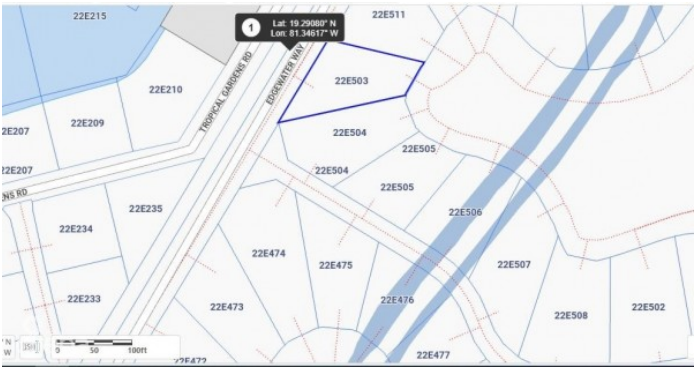 22E215
22E511
1
Lat: 19.29080° N
Lon: 81.34617° W
TROPICAL GARDENS RD
EDGEWATER WAY
22E503
22E210
22E209
2E207
22E504
22E505
22E207
22E504
22E505
NS RD
22E235
22E506
22E234
22E474
22E475
22E507
22E233
22E473
22E476
22E508
22E502
° N
W
0 50 100ft
22E472
22E477